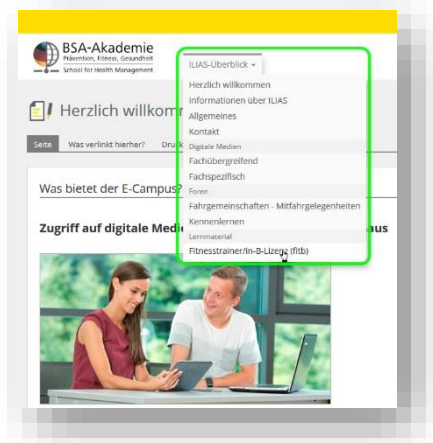 BSA-Akademie
Prävention, Fitness, Gesundheit
School for Health Management
ILIAS-Überblick
Herzlich willkommen
Informationen über ILIAS
Allgemeines
Kontakt
Digitale Medien
Fachübergreifend
Fachspezifisch
Foren
Fahrgemeinschaften - Mitfahrgelegenheiten
Kennenlernen
Lernmaterial
Fitnesstrainer/in-B-Lizenz (fitb)
Herzlich willkom
Seite Was verlinkt hierher? Druc
Was bietet der E-Campus?
Zugriff auf digitale Medi aus